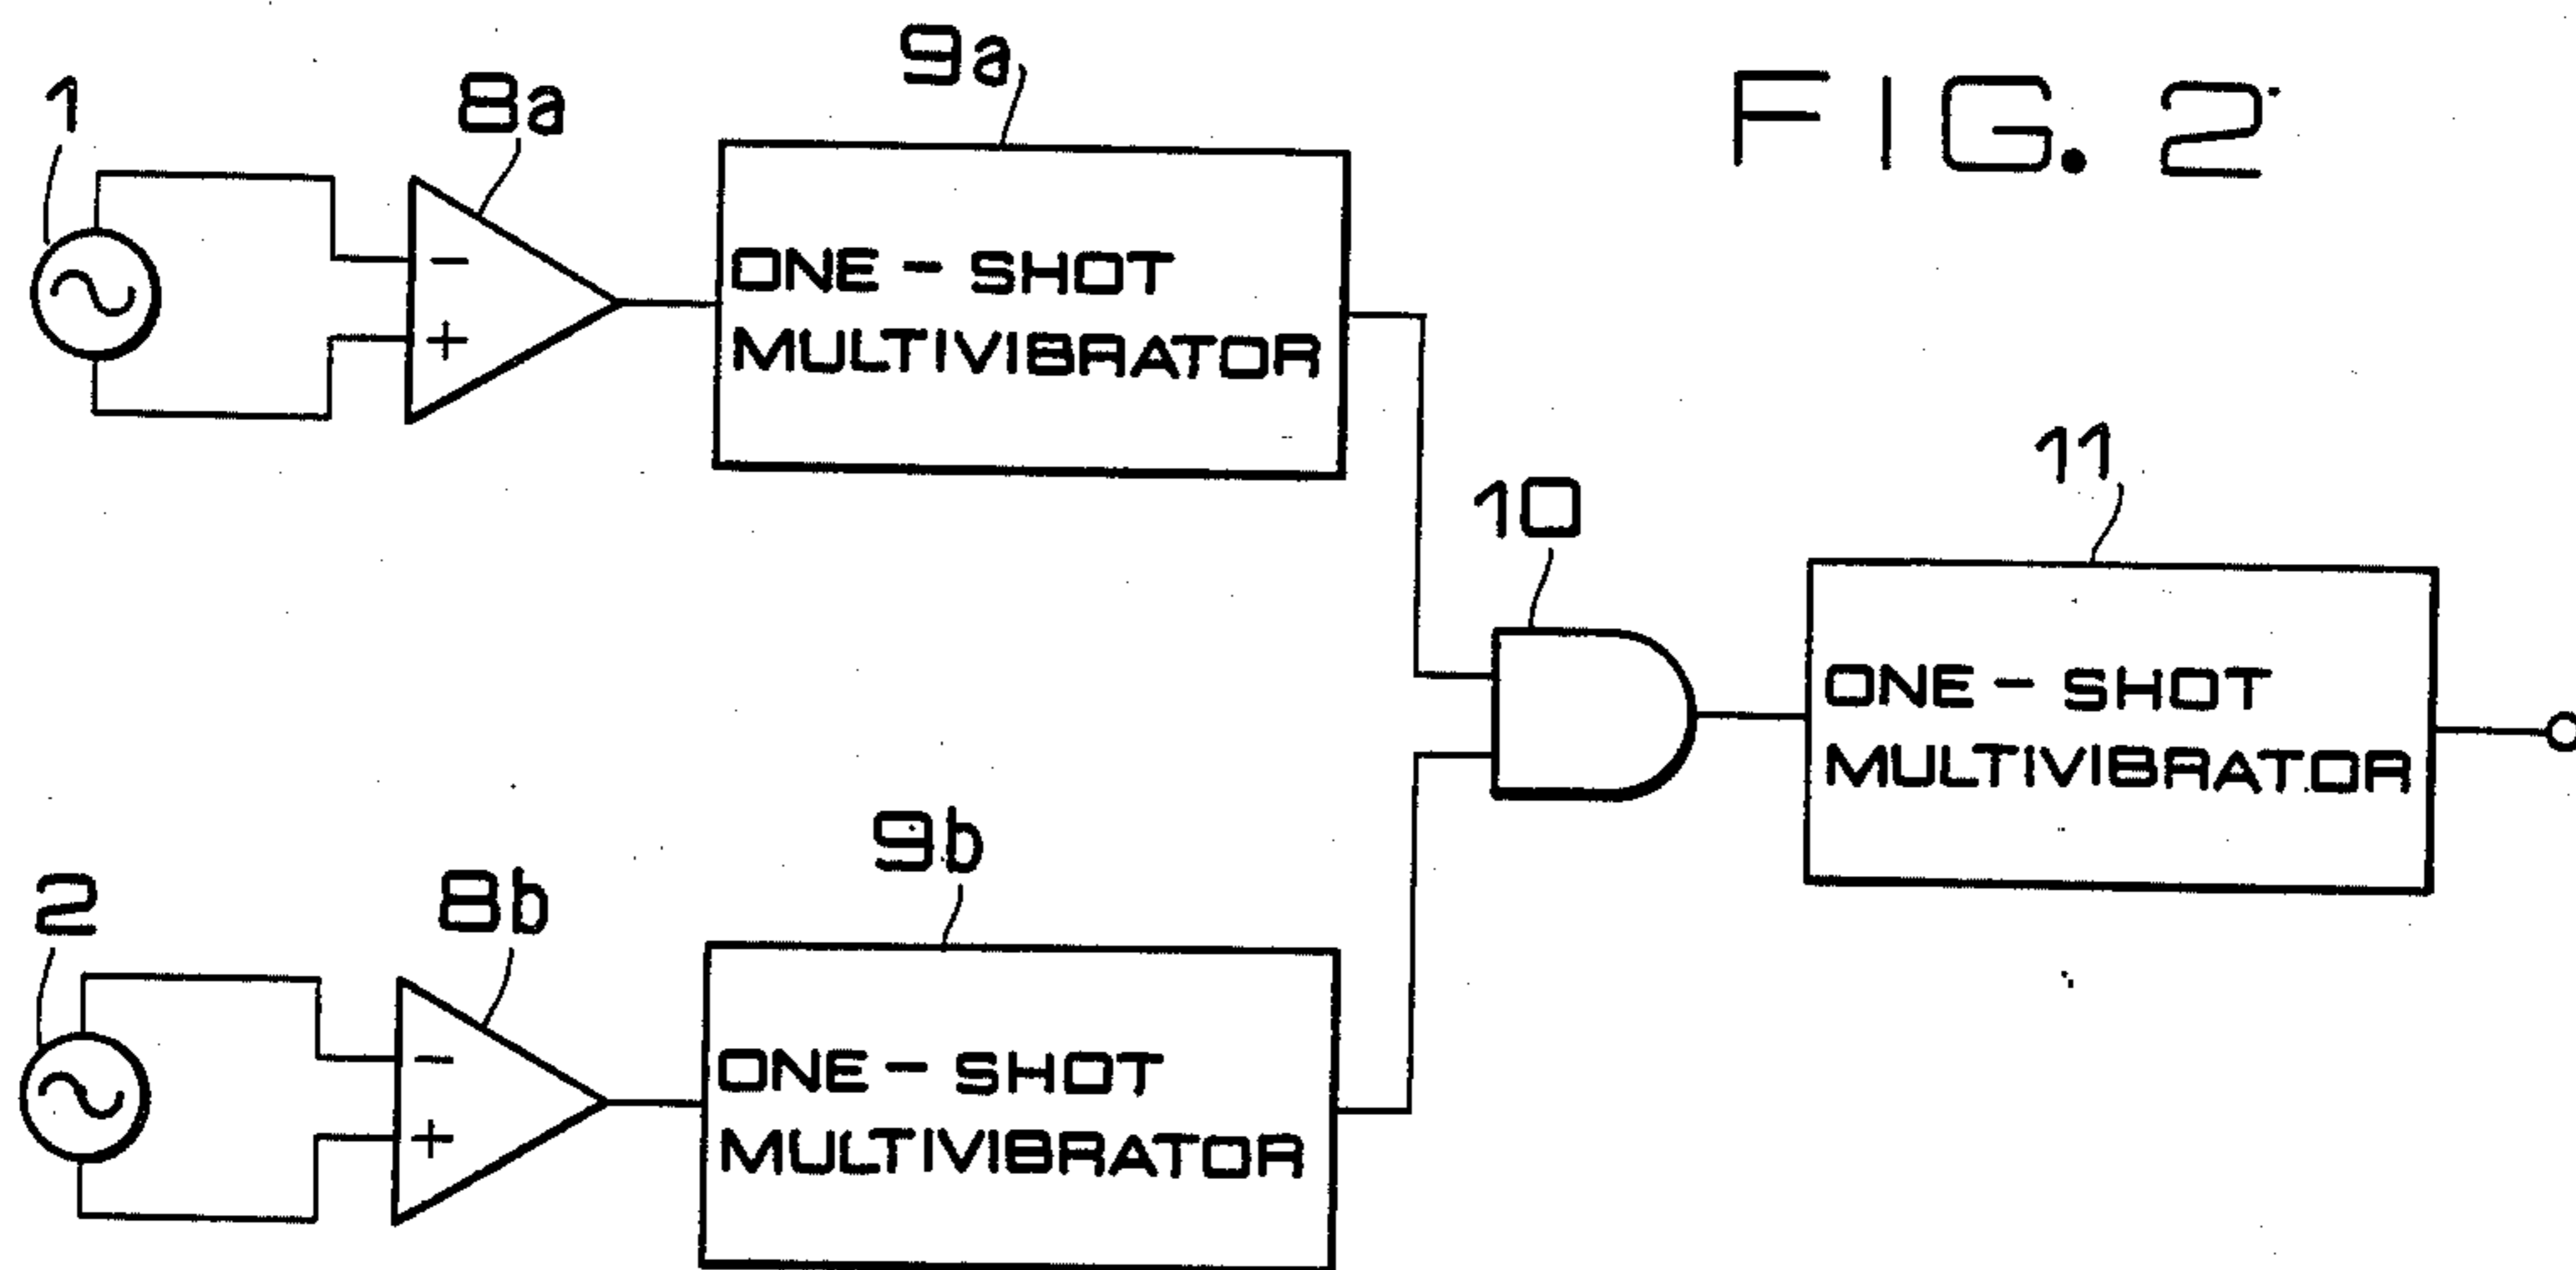 FIG. 2
1
8a
9a
-
+
ONE - SHOT
MULTIVIBRATOR
10
11
ONE - SHOT
MULTIVIBRATOR
2
8b
9b
-
+
ONE - SHOT
MULTIVIBRATOR